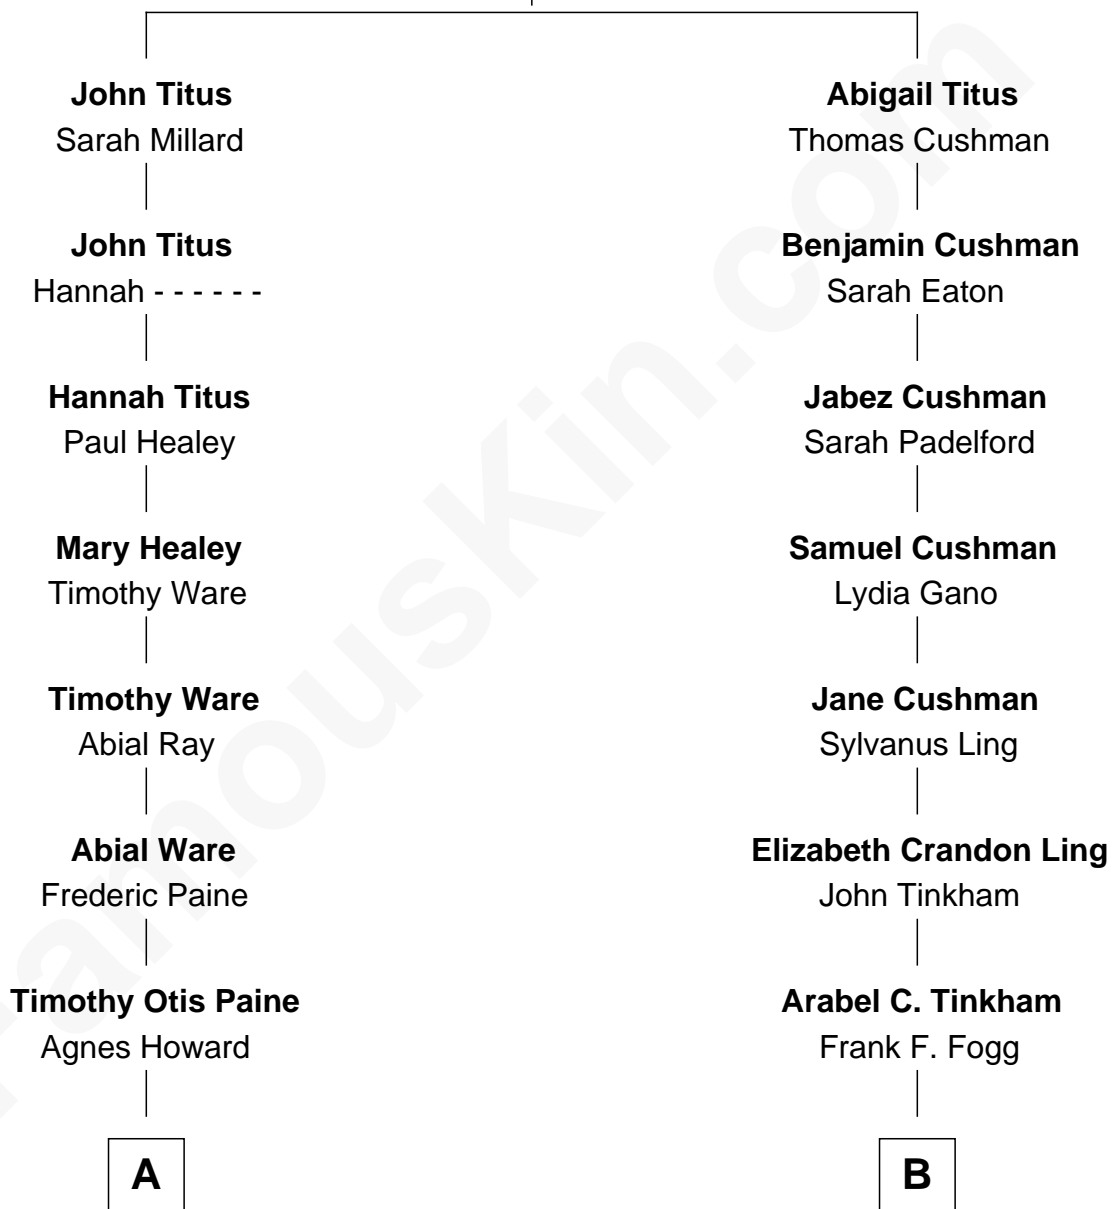 John Titus
Sarah Millard
John Titus
Hannah - - - - - -
Hannah Titus
Paul Healey
Mary Healey
Timothy Ware
Timothy Ware
Abial Ray
Abial Ware
Frederic Paine
Timothy Otis Paine
Agnes Howard
A
Abigail Titus
Thomas Cushman
Benjamin Cushman
Sarah Eaton
Jabez Cushman
Sarah Padelford
Samuel Cushman
Lydia Gano
Jane Cushman
Sylvanus Ling
Elizabeth Crandon Ling
John Tinkham
Arabel C. Tinkham
Frank F. Fogg
B
FamousKin.com